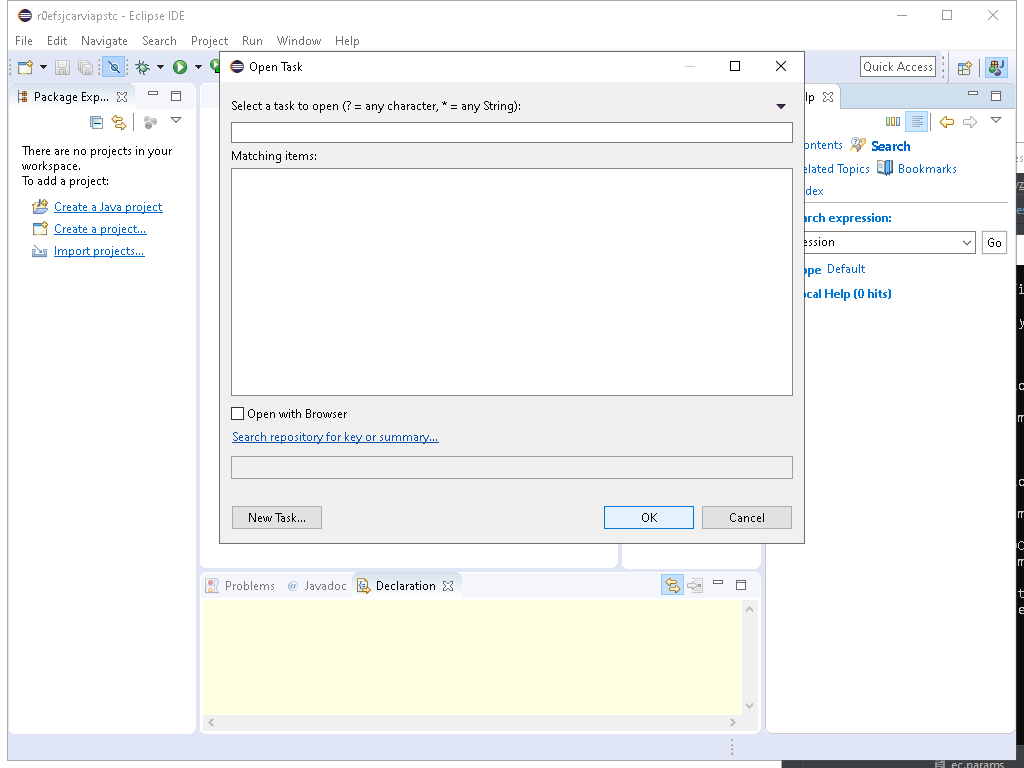 r0efsjcarviapstc - Eclipse IDE
File Edit Navigate Search Project Run Window Help
Quick Access
Package Exp...
There are no projects in your
workspace.
To add a project:
Create a Java project
Create a project...
Import projects...
Open Task
Select a task to open (? = any character, * = any String):
Matching items:
Open with Browser
Search repository for key or summary...
New Task...
OK
Cancel
lp
ontents Search
elated Topics Bookmarks
dex
arch expression:
ession
Go
ope Default
ocal Help (0 hits)
Problems @ Javadoc Declaration
ec.params